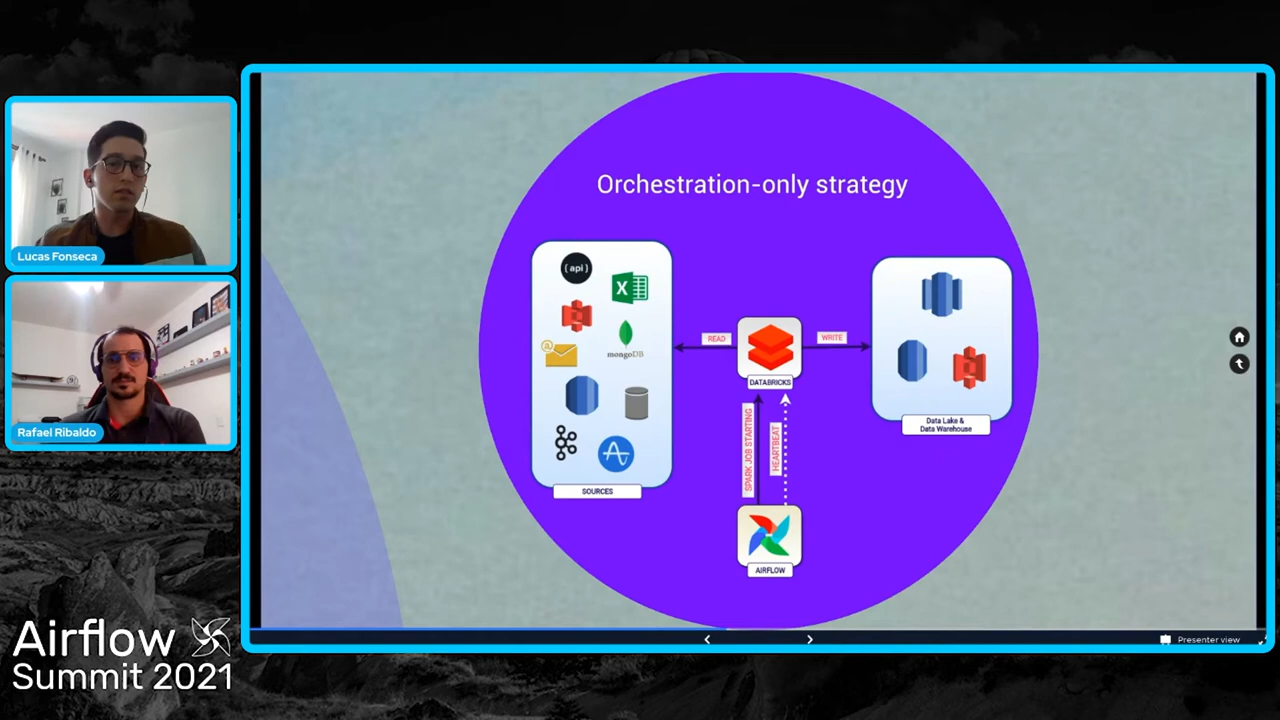 Lucas Fonseca
Rafael Ribaldo
Airflow
Summit 2021
Orchestration-only strategy
{api}
X
mongoDB
@
SOURCES
READ
DATABRICKS
WRITE
SPARK JOB STARTING
HEARTBEAT
AIRFLOW
Data Lake &
Data Warehouse
Presenter view